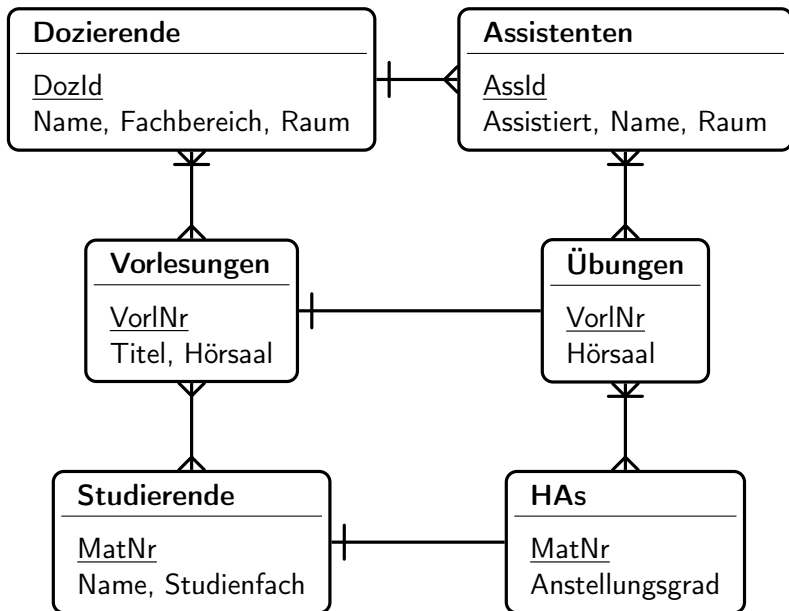 Dozierende
DozId
Name, Fachbereich, Raum
Assistenten
AssId
Assistiert, Name, Raum
Vorlesungen
VorlNr
Titel, Hörsaal
Übungen
VorlNr
Hörsaal
Studierende
MatNr
Name, Studienfach
HAs
MatNr
Anstellungsgrad